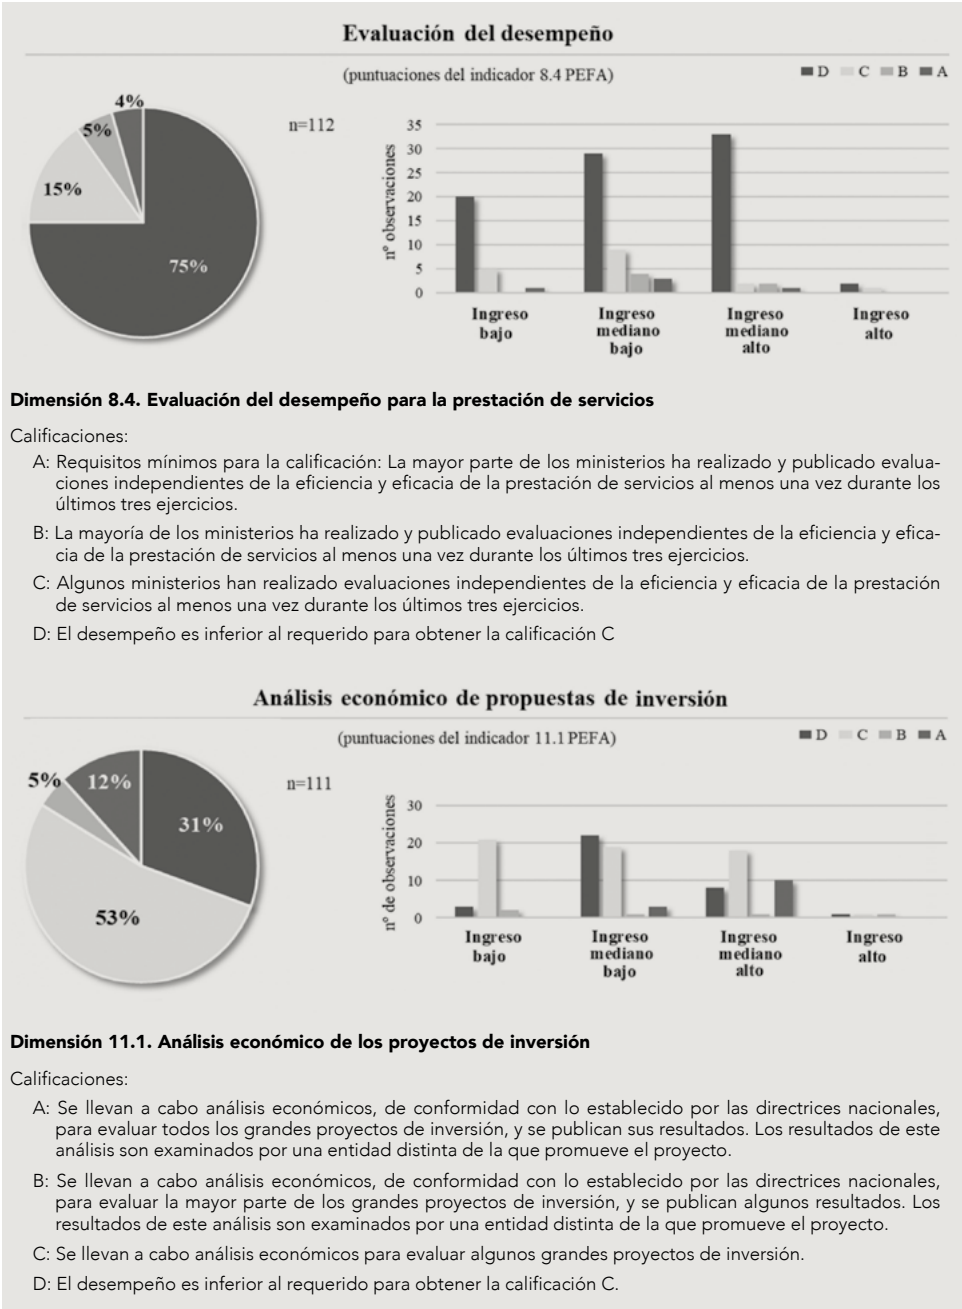 Evaluación del desempeño
(puntuaciones del indicador 8.4 PEFA)
D C B A
4%
5%
15%
75%
n=112
nº observaciones
35
30
25
20
15
10
5
0
Ingreso bajo
Ingreso mediano bajo
Ingreso mediano alto
Ingreso alto
Dimensión 8.4. Evaluación del desempeño para la prestación de servicios
Calificaciones:
A: Requisitos mínimos para la calificación: La mayor parte de los ministerios ha realizado y publicado evalua-
ciones independientes de la eficiencia y eficacia de la prestación de servicios al menos una vez durante los
últimos tres ejercicios.
B: La mayoría de los ministerios ha realizado y publicado evaluaciones independientes de la eficiencia y efica-
cia de la prestación de servicios al menos una vez durante los últimos tres ejercicios.
C: Algunos ministerios han realizado evaluaciones independientes de la eficiencia y eficacia de la prestación
de servicios al menos una vez durante los últimos tres ejercicios.
D: El desempeño es inferior al requerido para obtener la calificación C
Análisis económico de propuestas de inversión
(puntuaciones del indicador 11.1 PEFA)
D C B A
5%
12%
31%
53%
n=111
nº de observaciones
30
20
10
0
Ingreso bajo
Ingreso mediano bajo
Ingreso mediano alto
Ingreso alto
Dimensión 11.1. Análisis económico de los proyectos de inversión
Calificaciones:
A: Se llevan a cabo análisis económicos, de conformidad con lo establecido por las directrices nacionales,
para evaluar todos los grandes proyectos de inversión, y se publican sus resultados. Los resultados de este
análisis son examinados por una entidad distinta de la que promueve el proyecto.
B: Se llevan a cabo análisis económicos, de conformidad con lo establecido por las directrices nacionales,
para evaluar la mayor parte de los grandes proyectos de inversión, y se publican algunos resultados. Los
resultados de este análisis son examinados por una entidad distinta de la que promueve el proyecto.
C: Se llevan a cabo análisis económicos para evaluar algunos grandes proyectos de inversión.
D: El desempeño es inferior al requerido para obtener la calificación C.